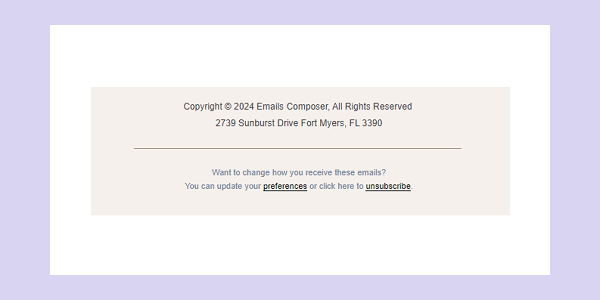 Copyright © 2024 Emails Composer, All Rights Reserved
2739 Sunburst Drive Fort Myers, FL 3390
Want to change how you receive these emails?
You can update your preferences or click here to unsubscribe.